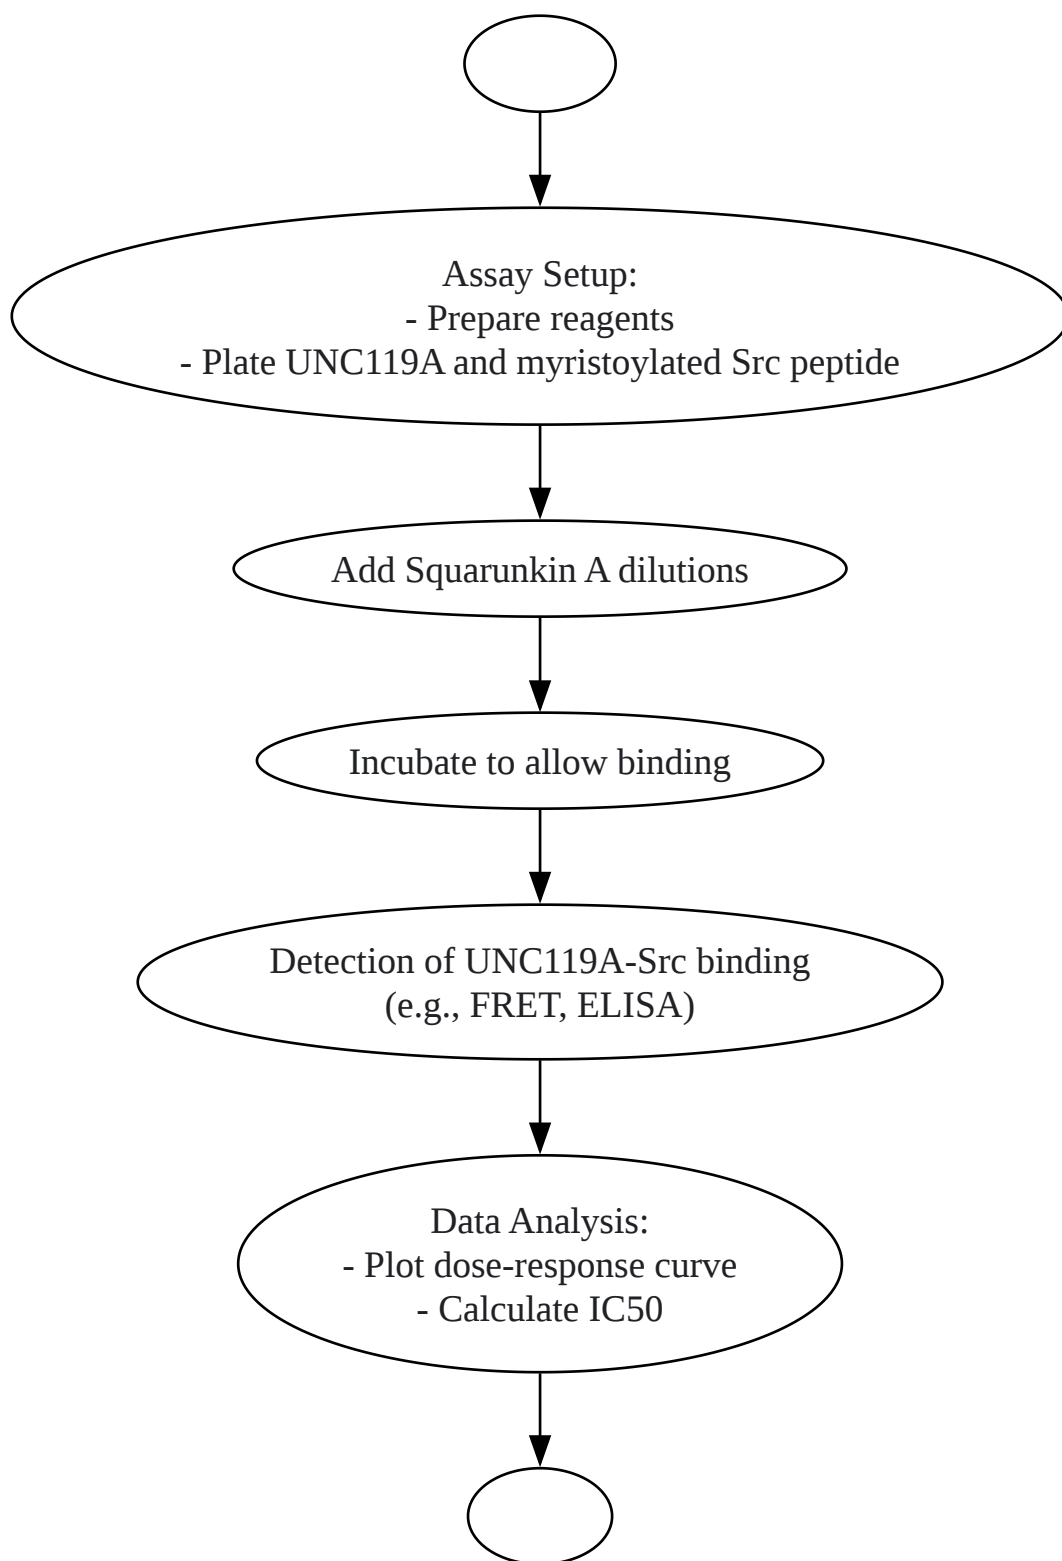 Assay Setup:
- Prepare reagents
- Plate UNC119A and myristoylated Src peptide
Add Squarunkin A dilutions
Incubate to allow binding
Detection of UNC119A-Src binding
(e.g., FRET, ELISA)
Data Analysis:
- Plot dose-response curve
- Calculate IC50